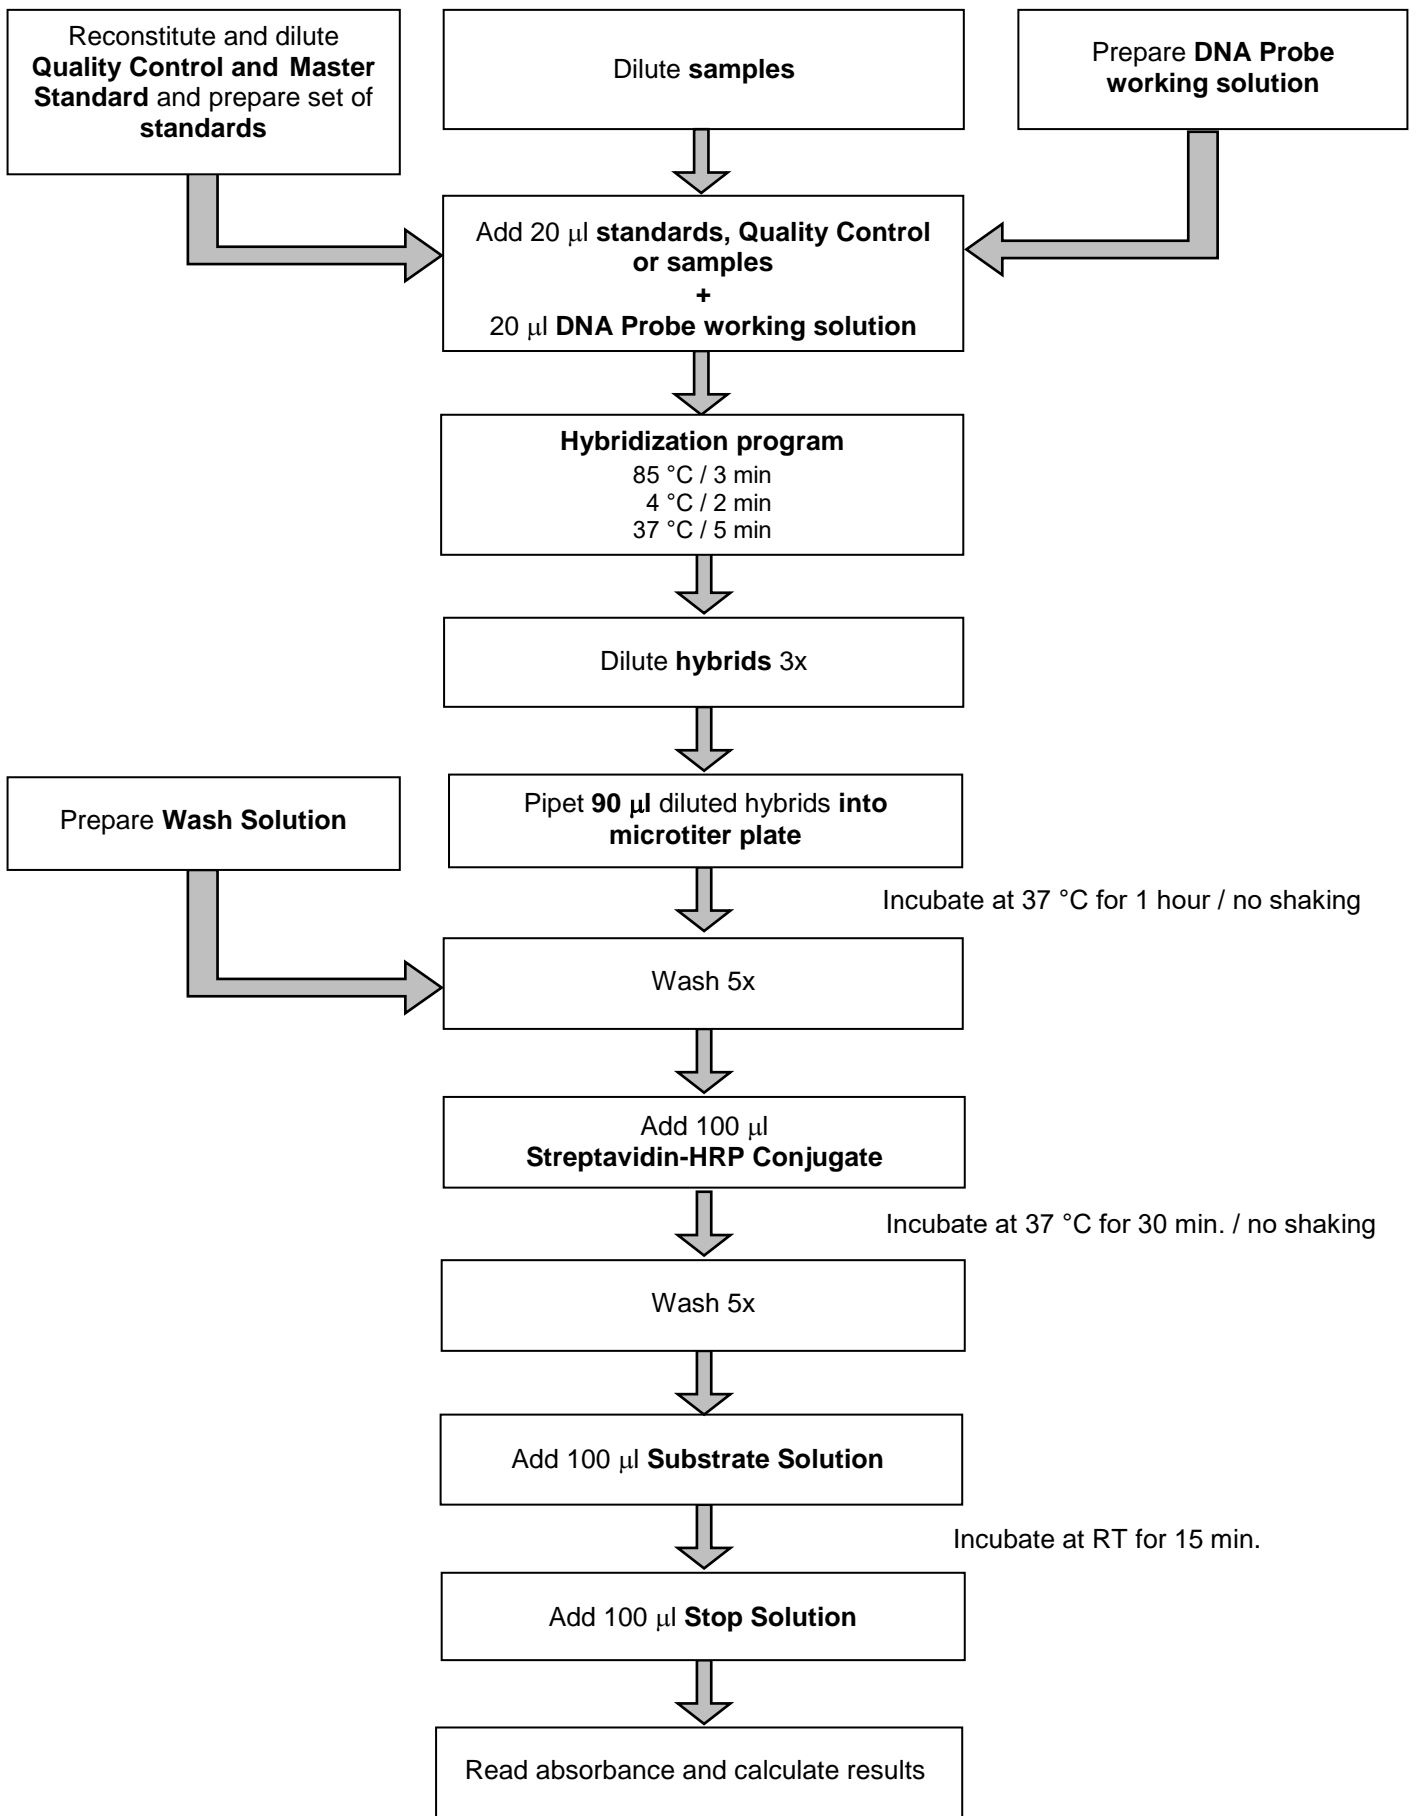 Reconstitute and dilute
Quality Control and Master
Standard and prepare set of
standards
Dilute samples
Prepare DNA Probe
working solution
Add 20 μl standards, Quality Control
or samples
+
20 μl DNA Probe working solution
Hybridization program
85 °C / 3 min
4 °C / 2 min
37 °C / 5 min
Dilute hybrids 3x
Prepare Wash Solution
Pipet 90 μl diluted hybrids into
microtiter plate
Incubate at 37 °C for 1 hour / no shaking
Wash 5x
Add 100 μl
Streptavidin-HRP Conjugate
Incubate at 37 °C for 30 min. / no shaking
Wash 5x
Add 100 μl Substrate Solution
Incubate at RT for 15 min.
Add 100 μl Stop Solution
Read absorbance and calculate results